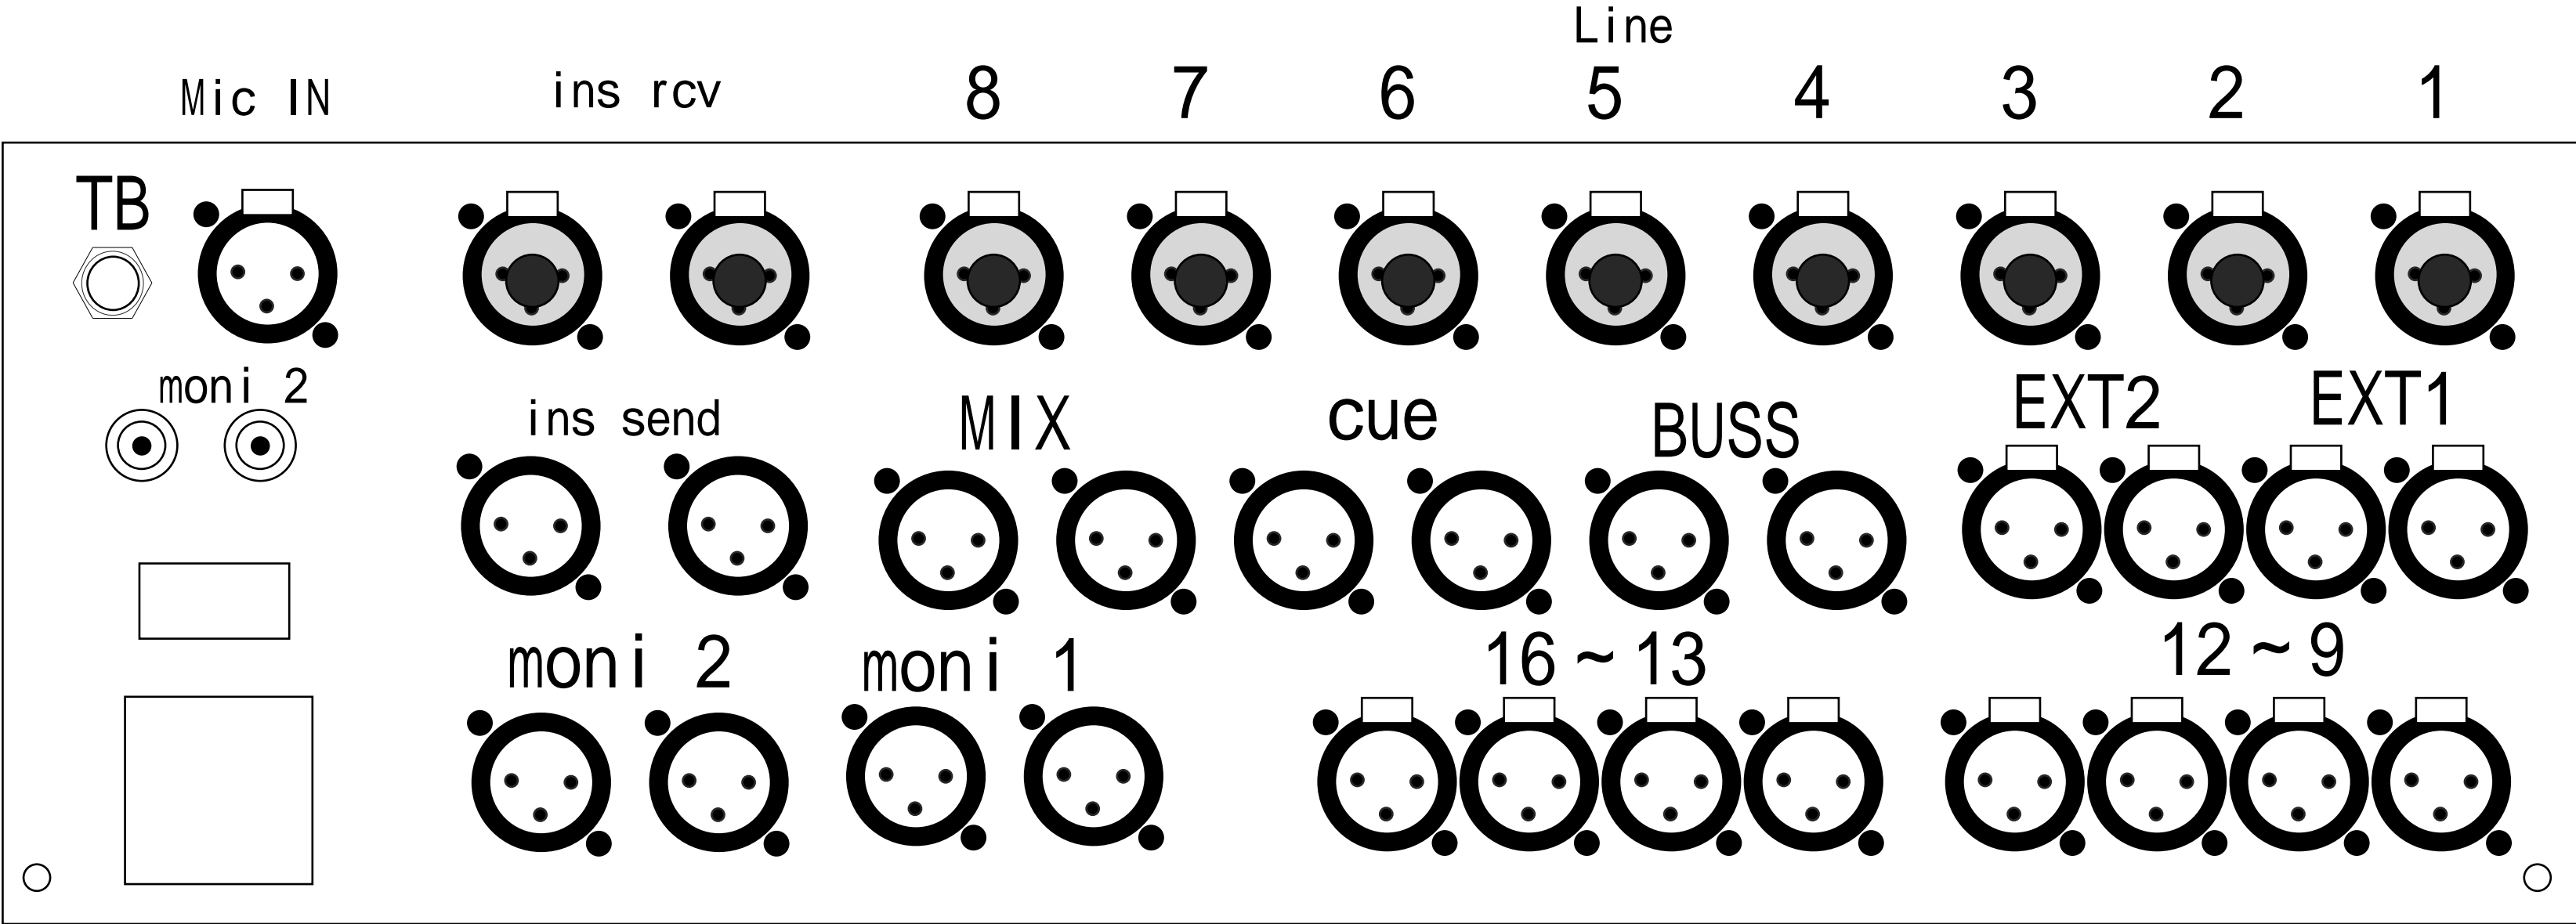 Line
Mic IN ins rcv 8 7 6 5 4 3 2 1
TB
moni 2 ins send MIX cue BUSS EXT2 EXT1
moni 2 moni 1 16~13 12~9